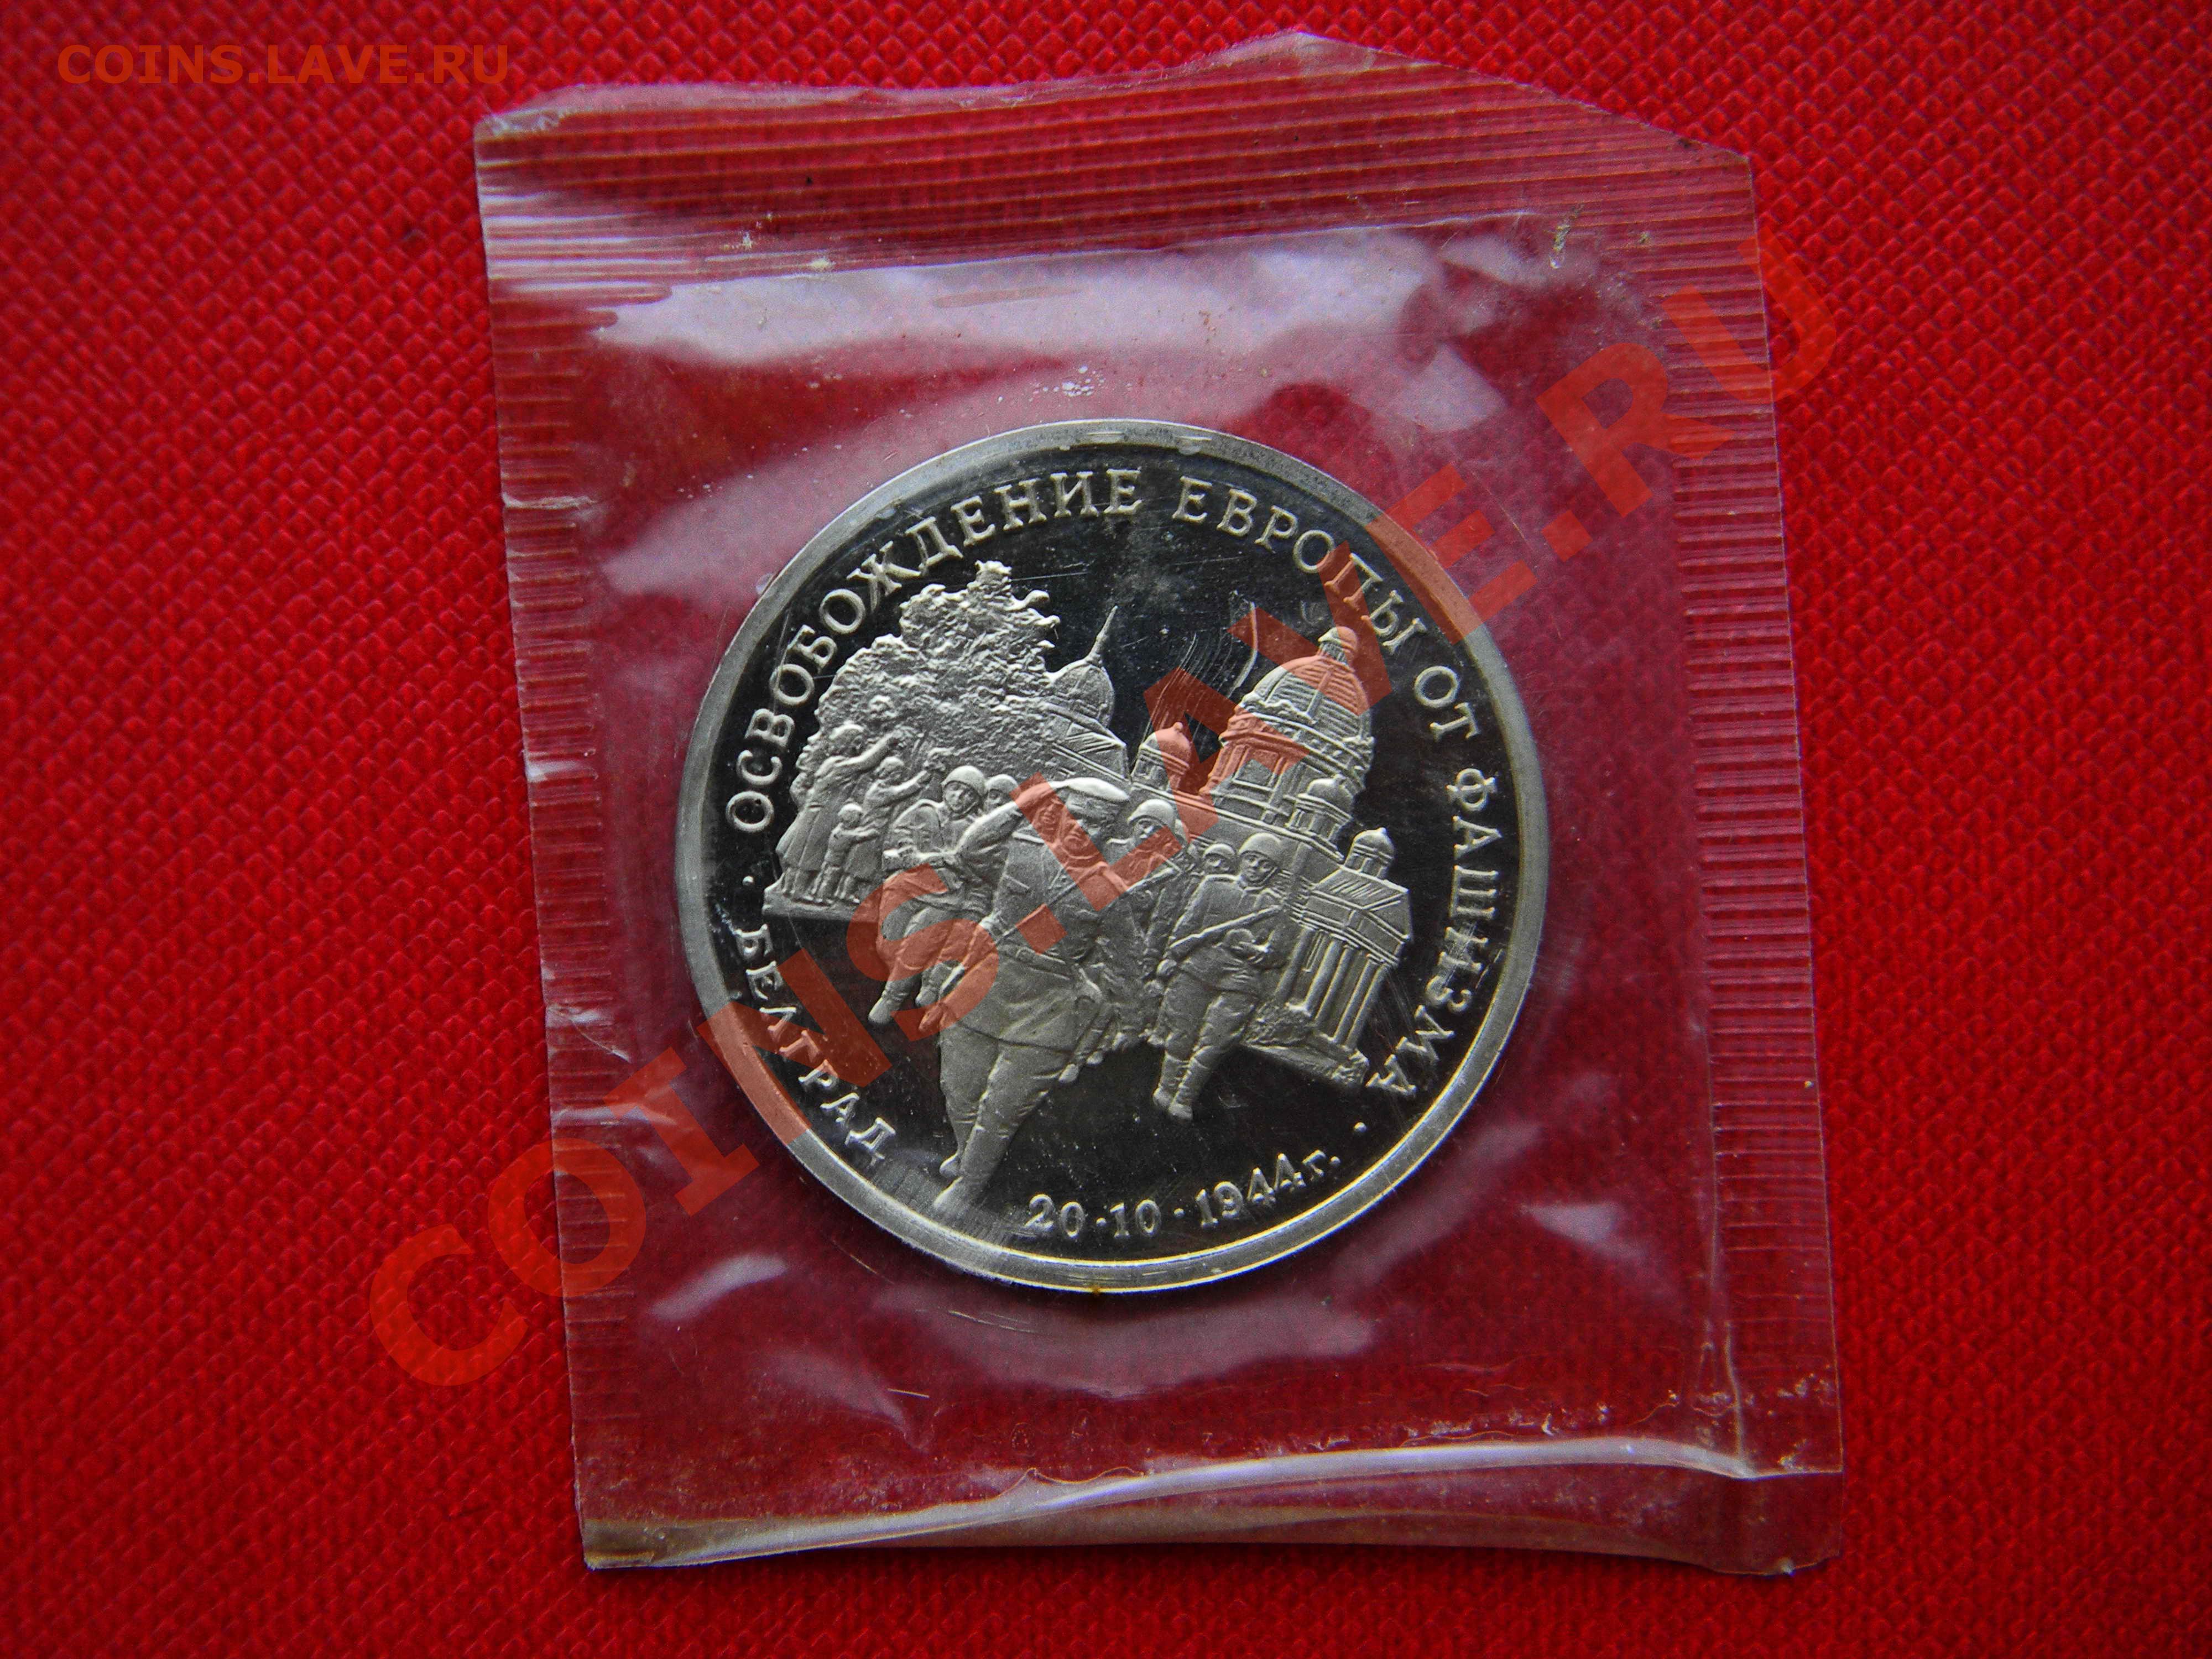 COINS.LAVE.RU
· ОСВОБОЖДЕНИЕ ЕВРОПЫ ОТ ФАШИЗМА ·
БЕЛГРАД
20·10·1944г.
COINS.LAVE.RU